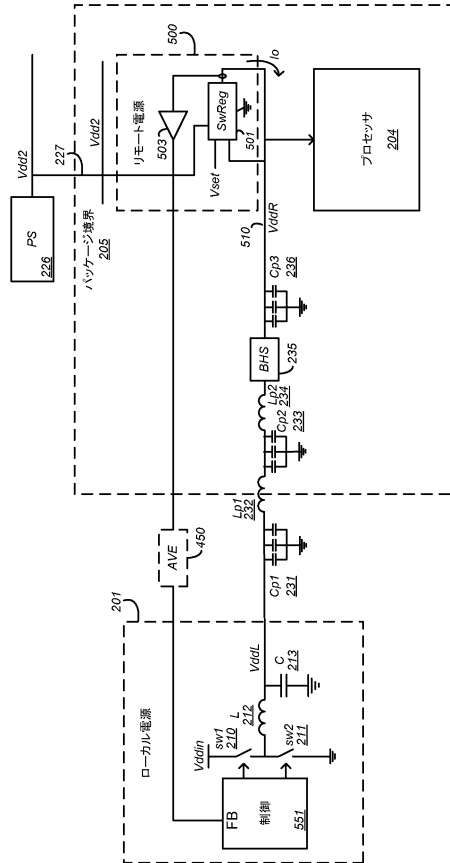 Vdd2
PS
226
227
パッケージ境界
205
Vdd2
500
リモート電源
503
SwReg
501
Vset
Io
510
VddR
プロセッサ
204
Cp3
236
BHS
235
Lp2
234
Cp2
233
Lp1
232
AVE
450
Cp1
231
201
ローカル電源
VddL
C
213
L
212
Vddin
sw1
210
sw2
211
FB
制御
551